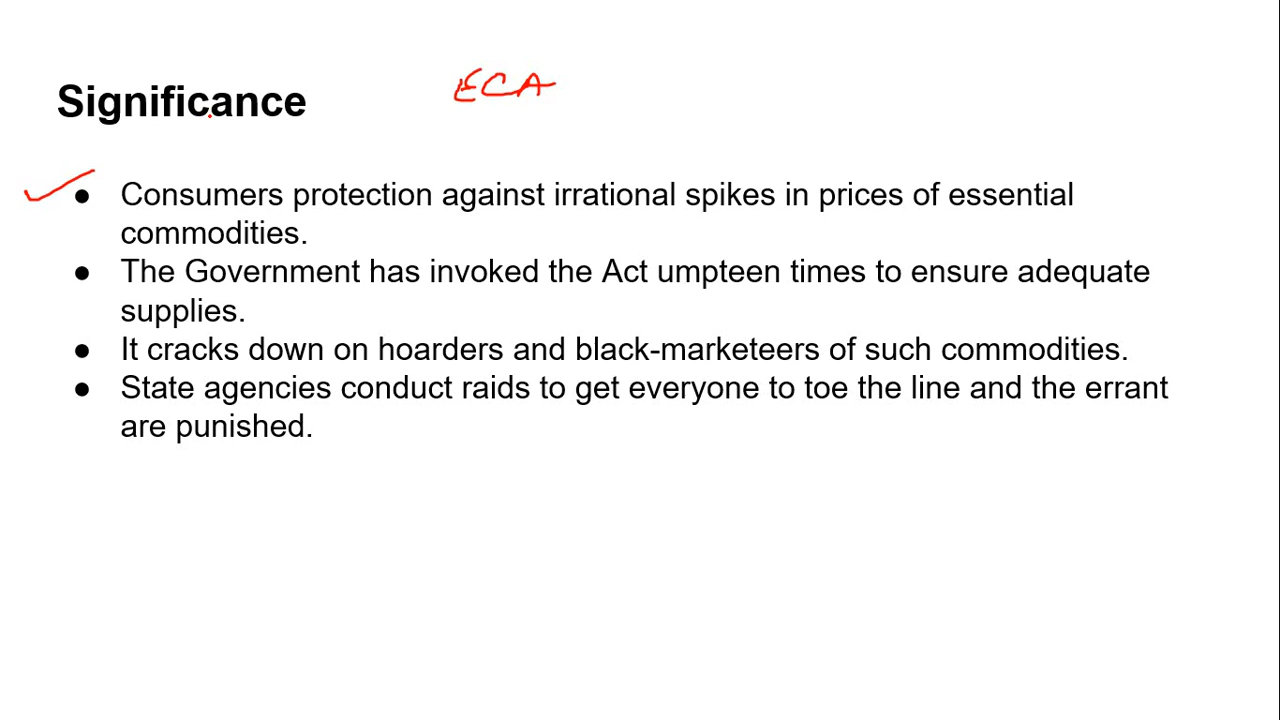 Significance
ECA
● Consumers protection against irrational spikes in prices of essential
commodities.
● The Government has invoked the Act umpteen times to ensure adequate
supplies.
● It cracks down on hoarders and black-marketeers of such commodities.
● State agencies conduct raids to get everyone to toe the line and the errant
are punished.